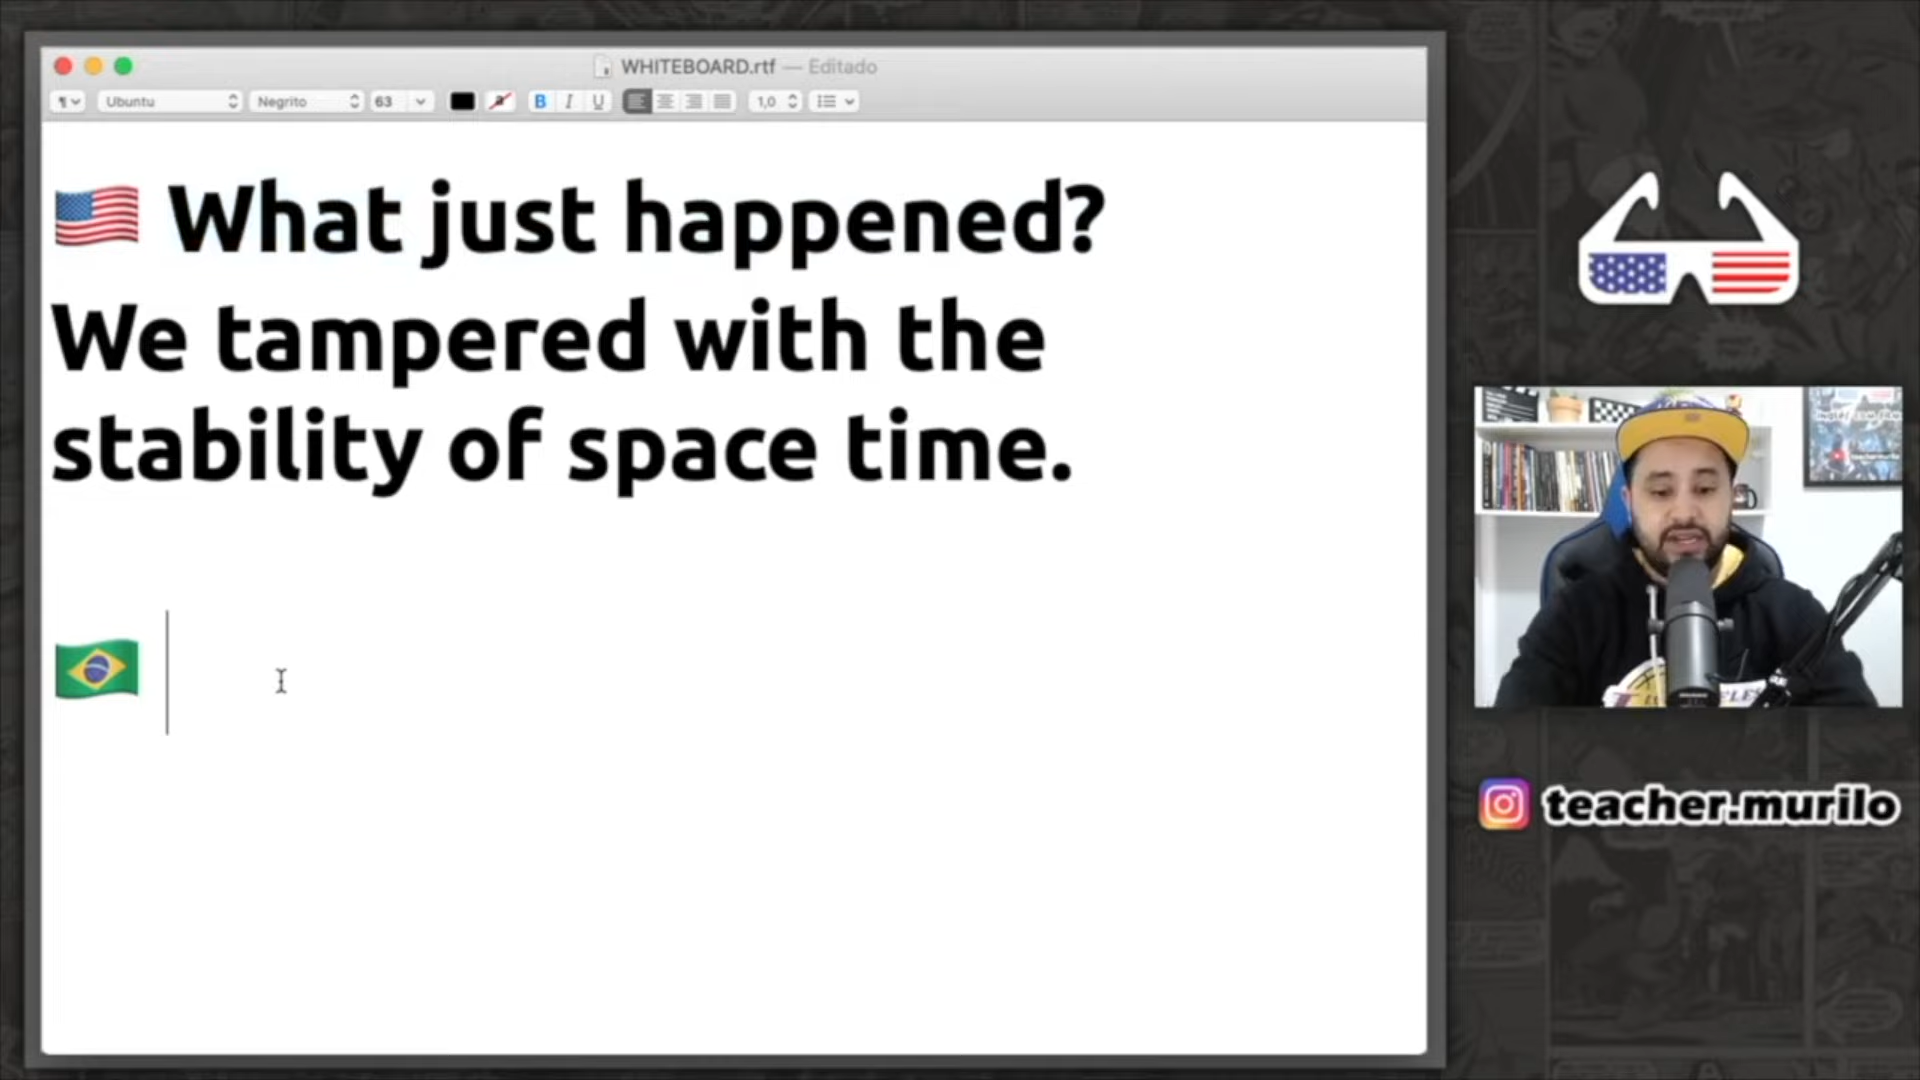 WHITEBOARD.rtf — Editado
Ubuntu Negrito 63 B I U 1,0
🇺🇸 What just happened?
We tampered with the
stability of space time.
🇧🇷
teacher.murilo